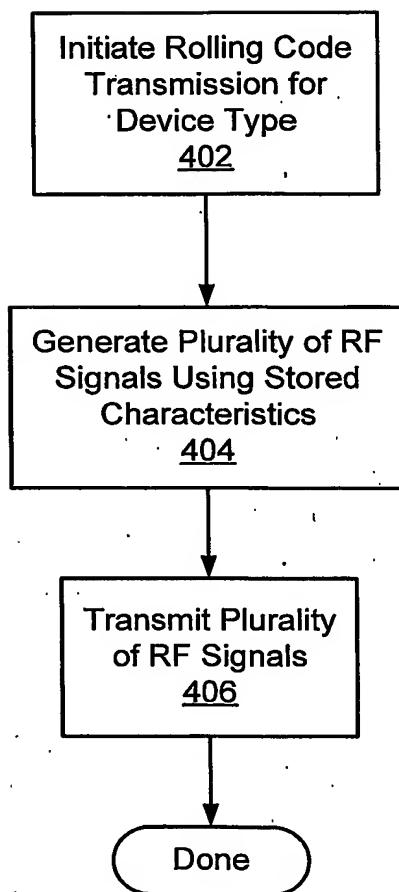 Initiate Rolling Code
Transmission for
Device Type
402
Generate Plurality of RF
Signals Using Stored
Characteristics
404
Transmit Plurality
of RF Signals
406
Done